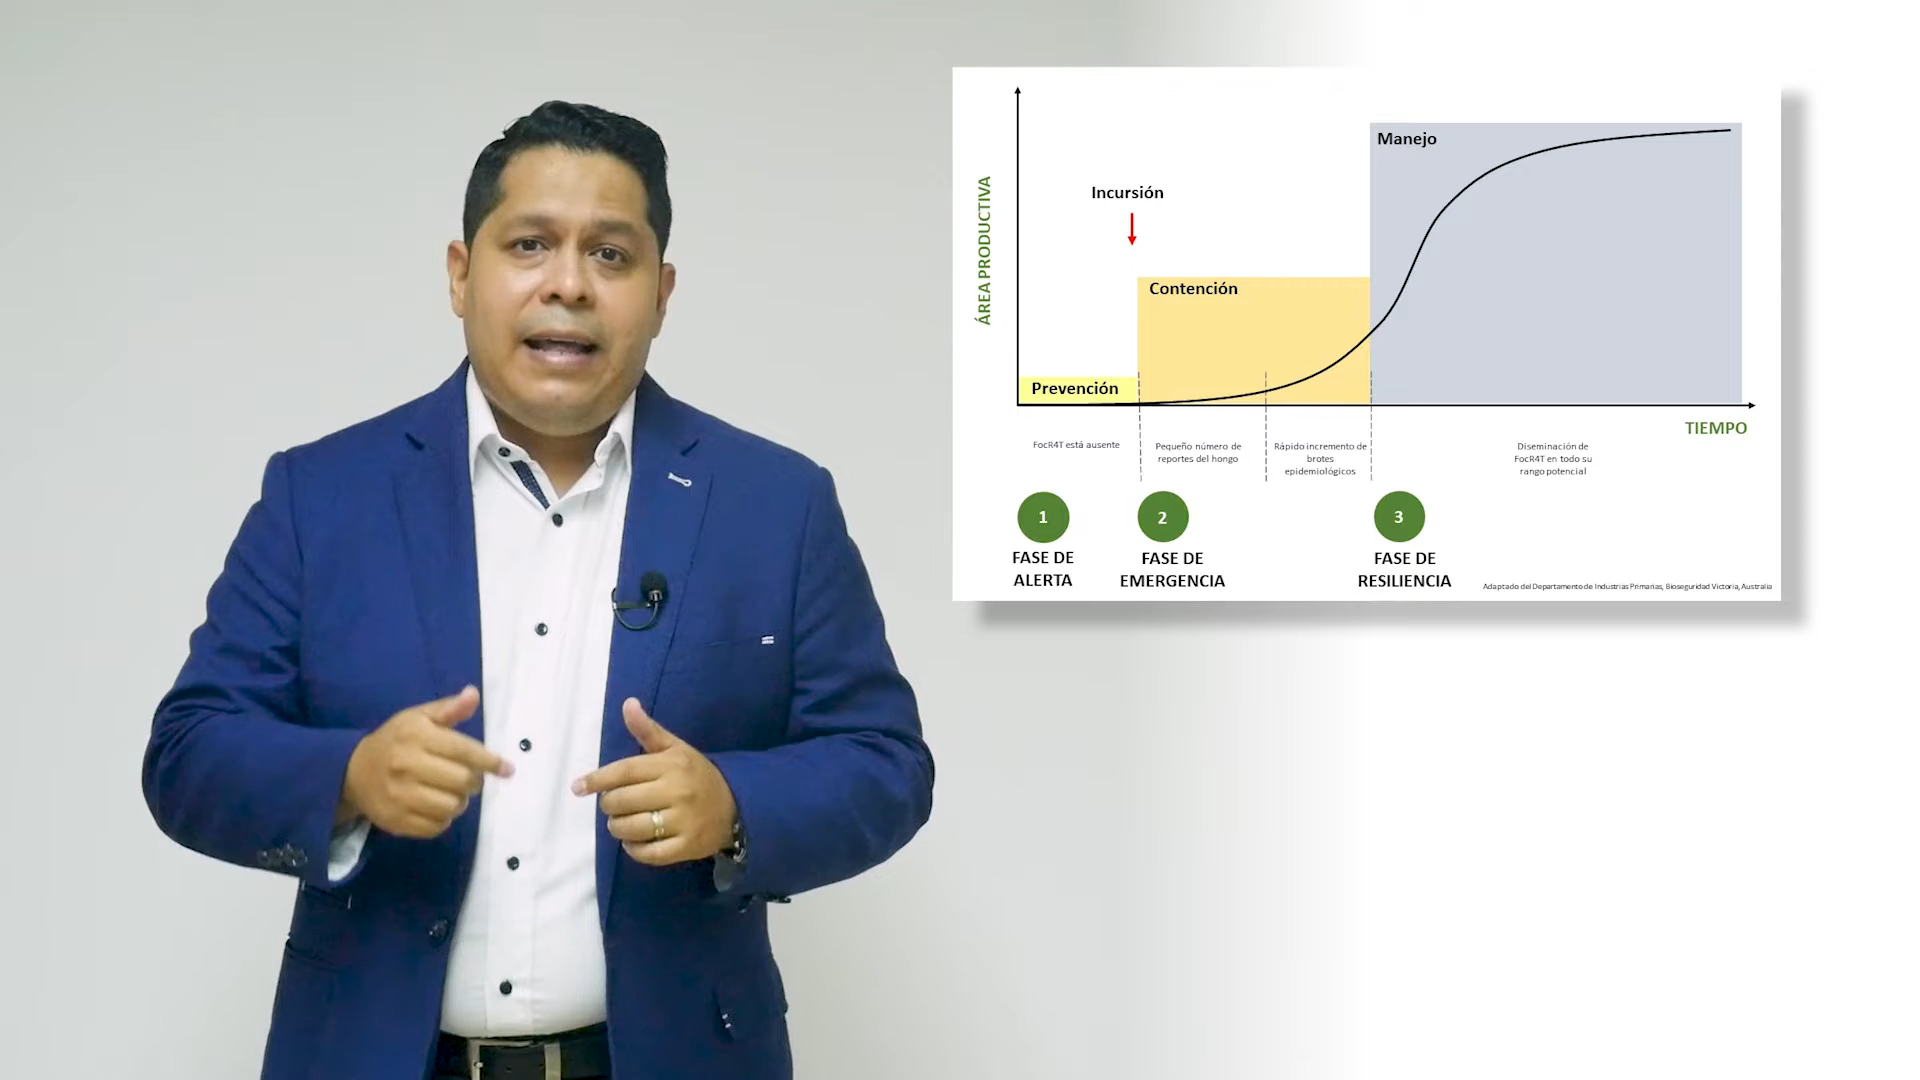 ÁREA PRODUCTIVA
Manejo
Incursión
Contención
Prevención
TIEMPO
FocR4T está ausente
Pequeño número de
reportes del hongo
Rápido incremento de
brotes
epidemiológicos
Diseminación de
FocR4T en todo su
rango potencial
1
FASE DE
ALERTA
2
FASE DE
EMERGENCIA
3
FASE DE
RESILIENCIA
Adaptado del Departamento de Industrias Primarias, Bioseguridad Victoria, Australia